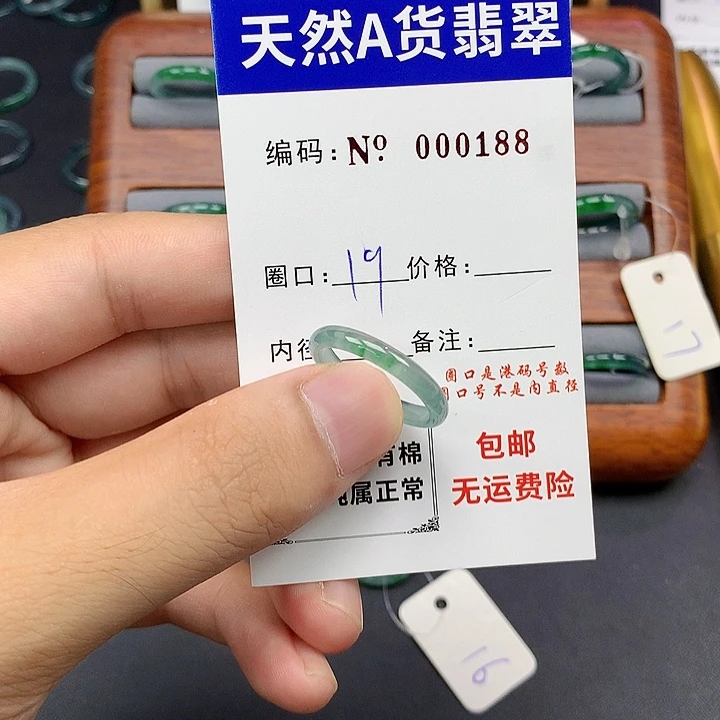 天然A货翡翠
编码:Nº 000188
圈口:19 价格:
内径 备注:
圈口是港码号数
口号不是内直径
有棉
属正常
包邮
无运费险
17
16